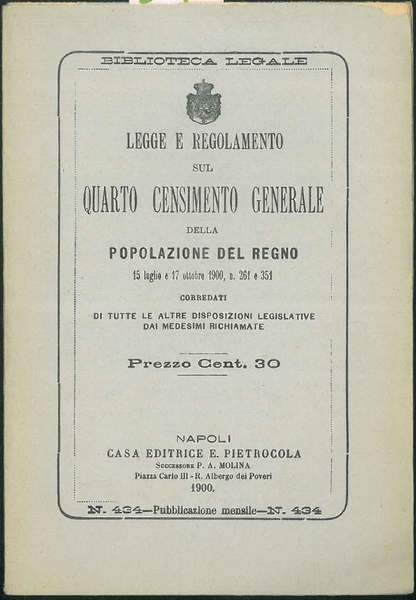 BIBLIOTECA LEGALE
LEGGE E REGOLAMENTO
SUL
QUARTO CENSIMENTO GENERALE
DELLA
POPOLAZIONE DEL REGNO
15 luglio e 17 ottobre 1900, n. 261 e 351
CORREDATI
DI TUTTE LE ALTRE DISPOSIZIONI LEGISLATIVE
DAI MEDESIMI RICHIAMATE
Prezzo Cent. 30
NAPOLI
CASA EDITRICE E. PIETROCOLA
SUCCESSORE P. A. MOLINA
Piazza Carlo III - R. Albergo dei Poveri
1900.
N. 434—Pubblicazione mensile—N. 434